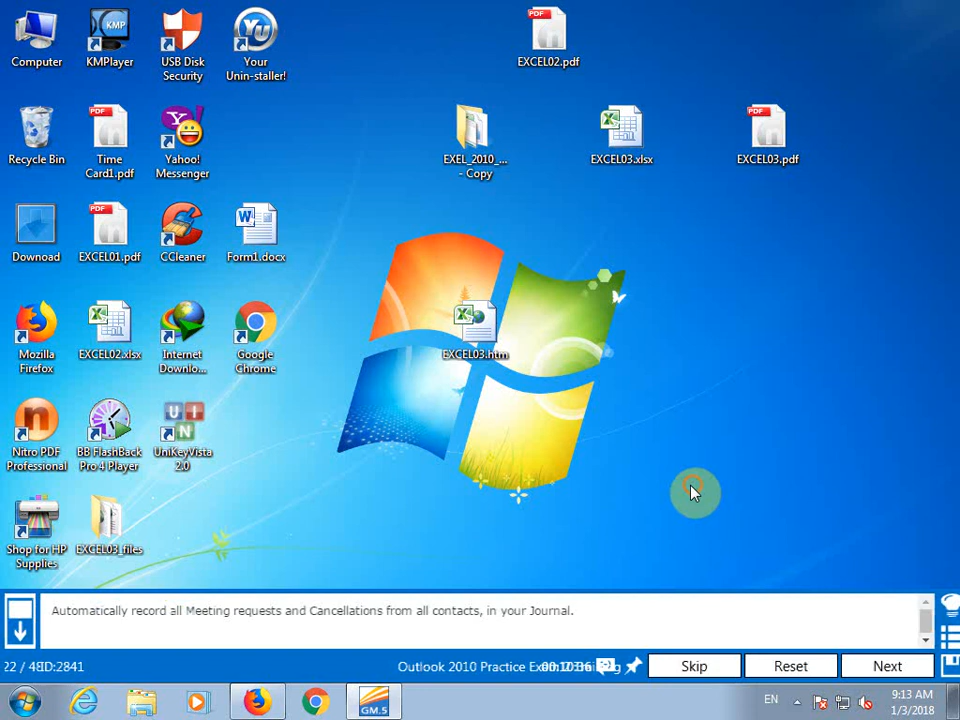 Computer
KMPlayer
USB Disk
Security
Your
Unin-staller!
EXCEL02.pdf
Recycle Bin
Time
Card1.pdf
Yahoo!
Messenger
EXEL_2010_...
- Copy
EXCEL03.xlsx
EXCEL03.pdf
Downoad
EXCEL01.pdf
CCleaner
Form1.docx
Mozilla
Firefox
EXCEL02.xlsx
Internet
Downlo...
Google
Chrome
EXCEL03.htm
Nitro PDF
Professional
BB FlashBack
Pro 4 Player
UniKeyVista
2.0
Shop for HP
Supplies
EXCEL03_files
Automatically record all Meeting requests and Cancellations from all contacts, in your Journal.
22 / 48
ID:2841
Outlook 2010 Practice Exam
Skip
Reset
Next
GM.5
EN
9:13 AM
1/3/2018